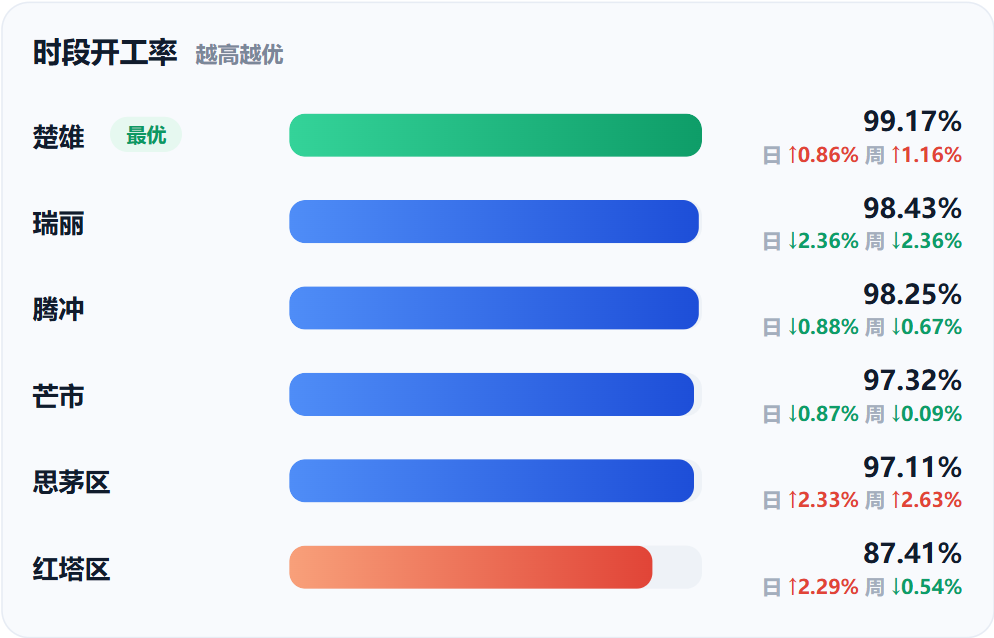 时段开工率 越高越优
楚雄 最优 99.17%
日 ↑0.86% 周 ↑1.16%
瑞丽 98.43%
日 ↓2.36% 周 ↓2.36%
腾冲 98.25%
日 ↓0.88% 周 ↓0.67%
芒市 97.32%
日 ↓0.87% 周 ↓0.09%
思茅区 97.11%
日 ↑2.33% 周 ↑2.63%
红塔区 87.41%
日 ↑2.29% 周 ↓0.54%